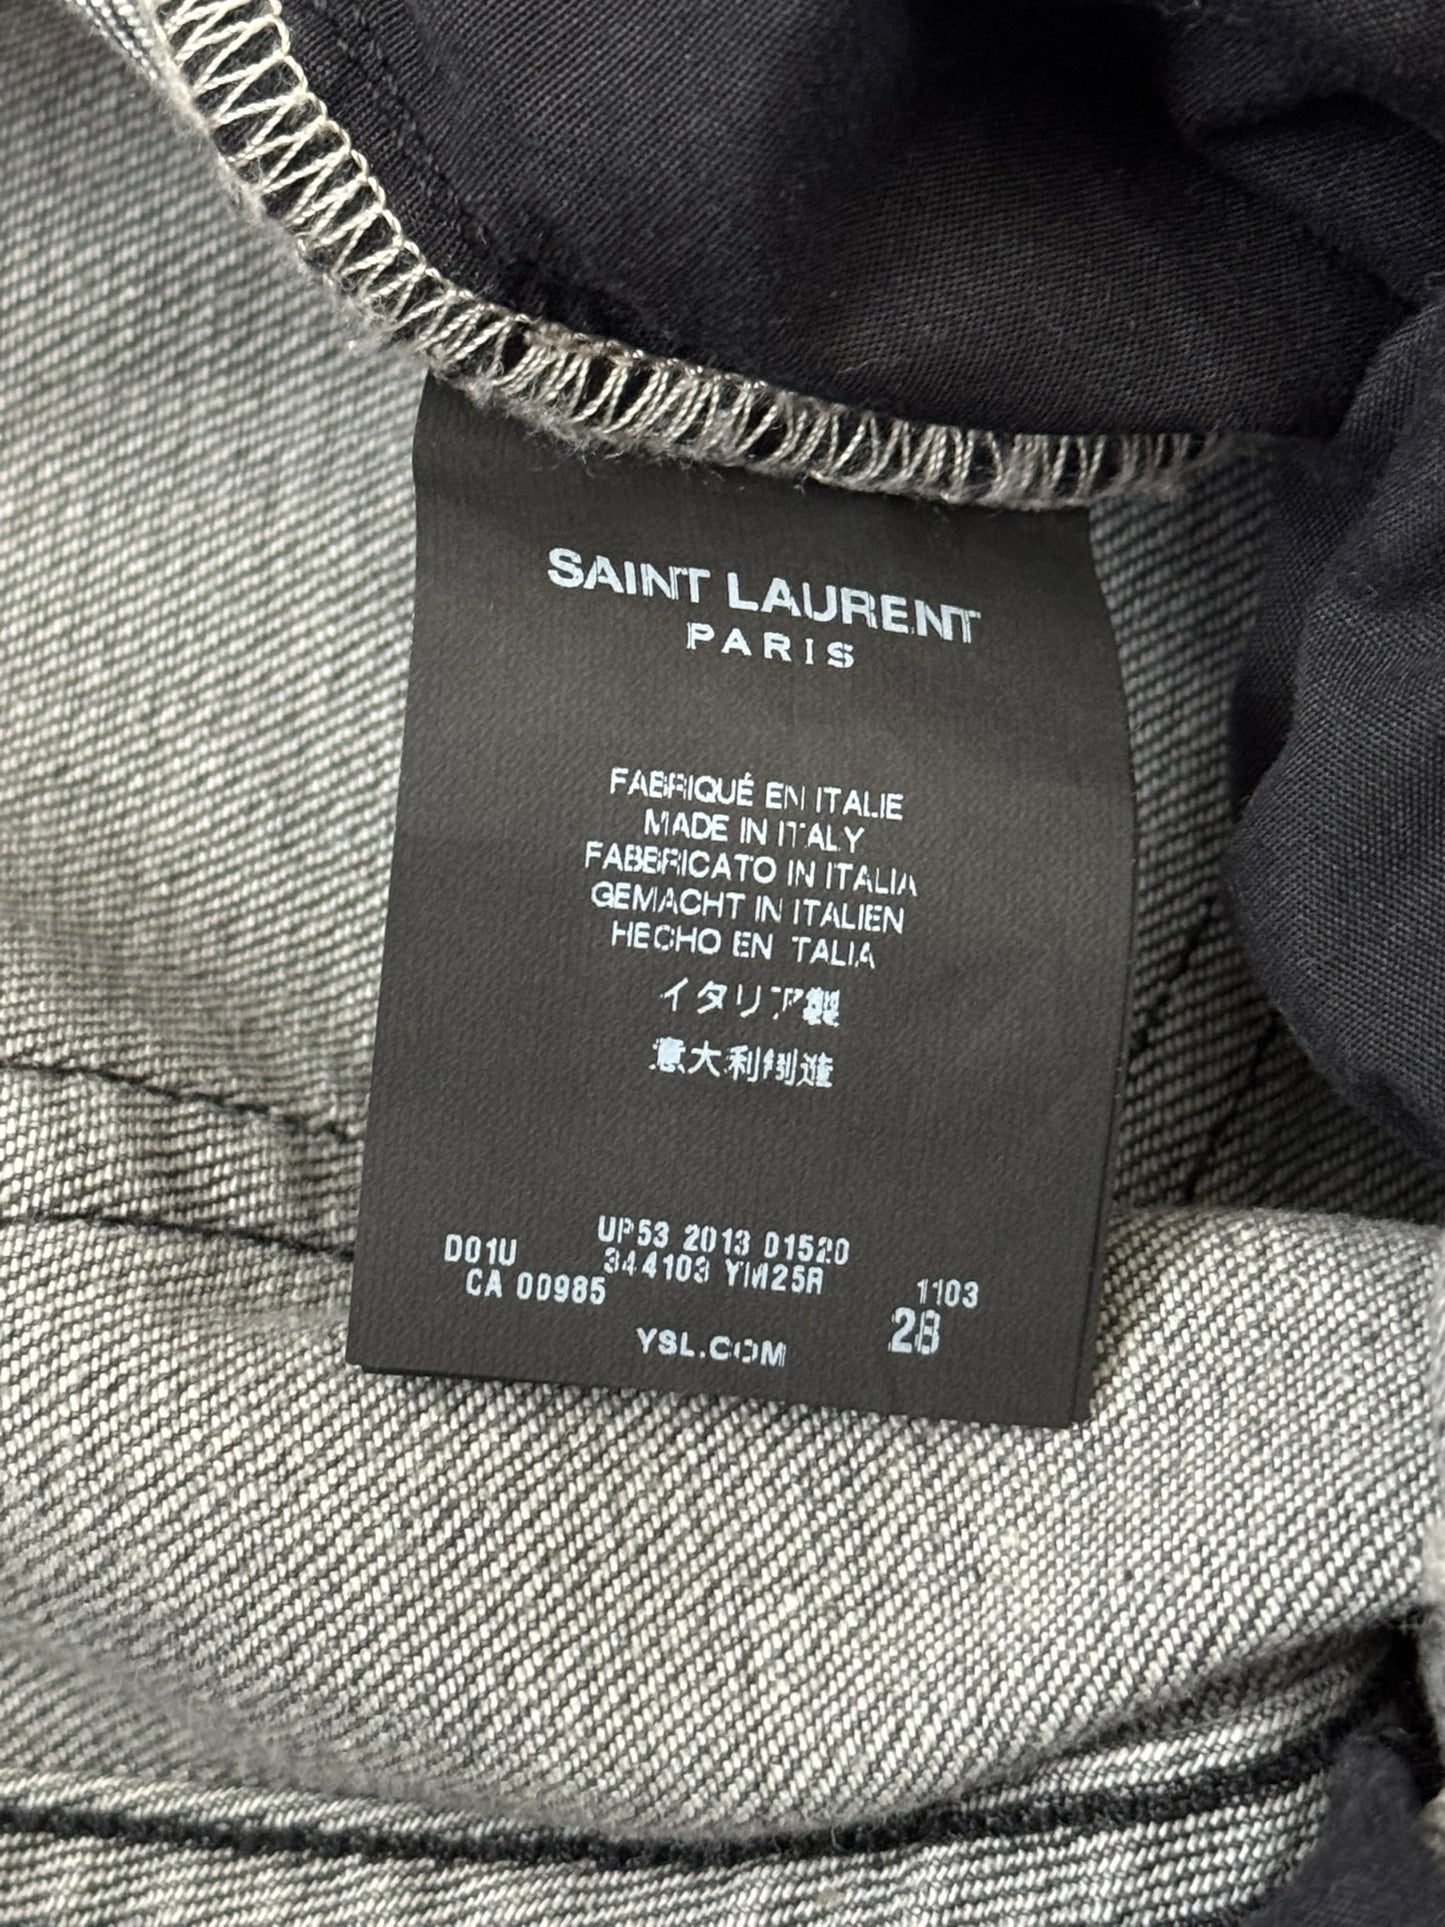 SAINT LAURENT
PARIS
FABRIQUÉ EN ITALIE
MADE IN ITALY
FABBRICATO IN ITALIA
GEMACHT IN ITALIEN
HECHO EN TALIA
イタリア製
意大利制造
UP53 2013 01520
D01U 344103 YM25R 1103
CA 00985 28
YSL.COM